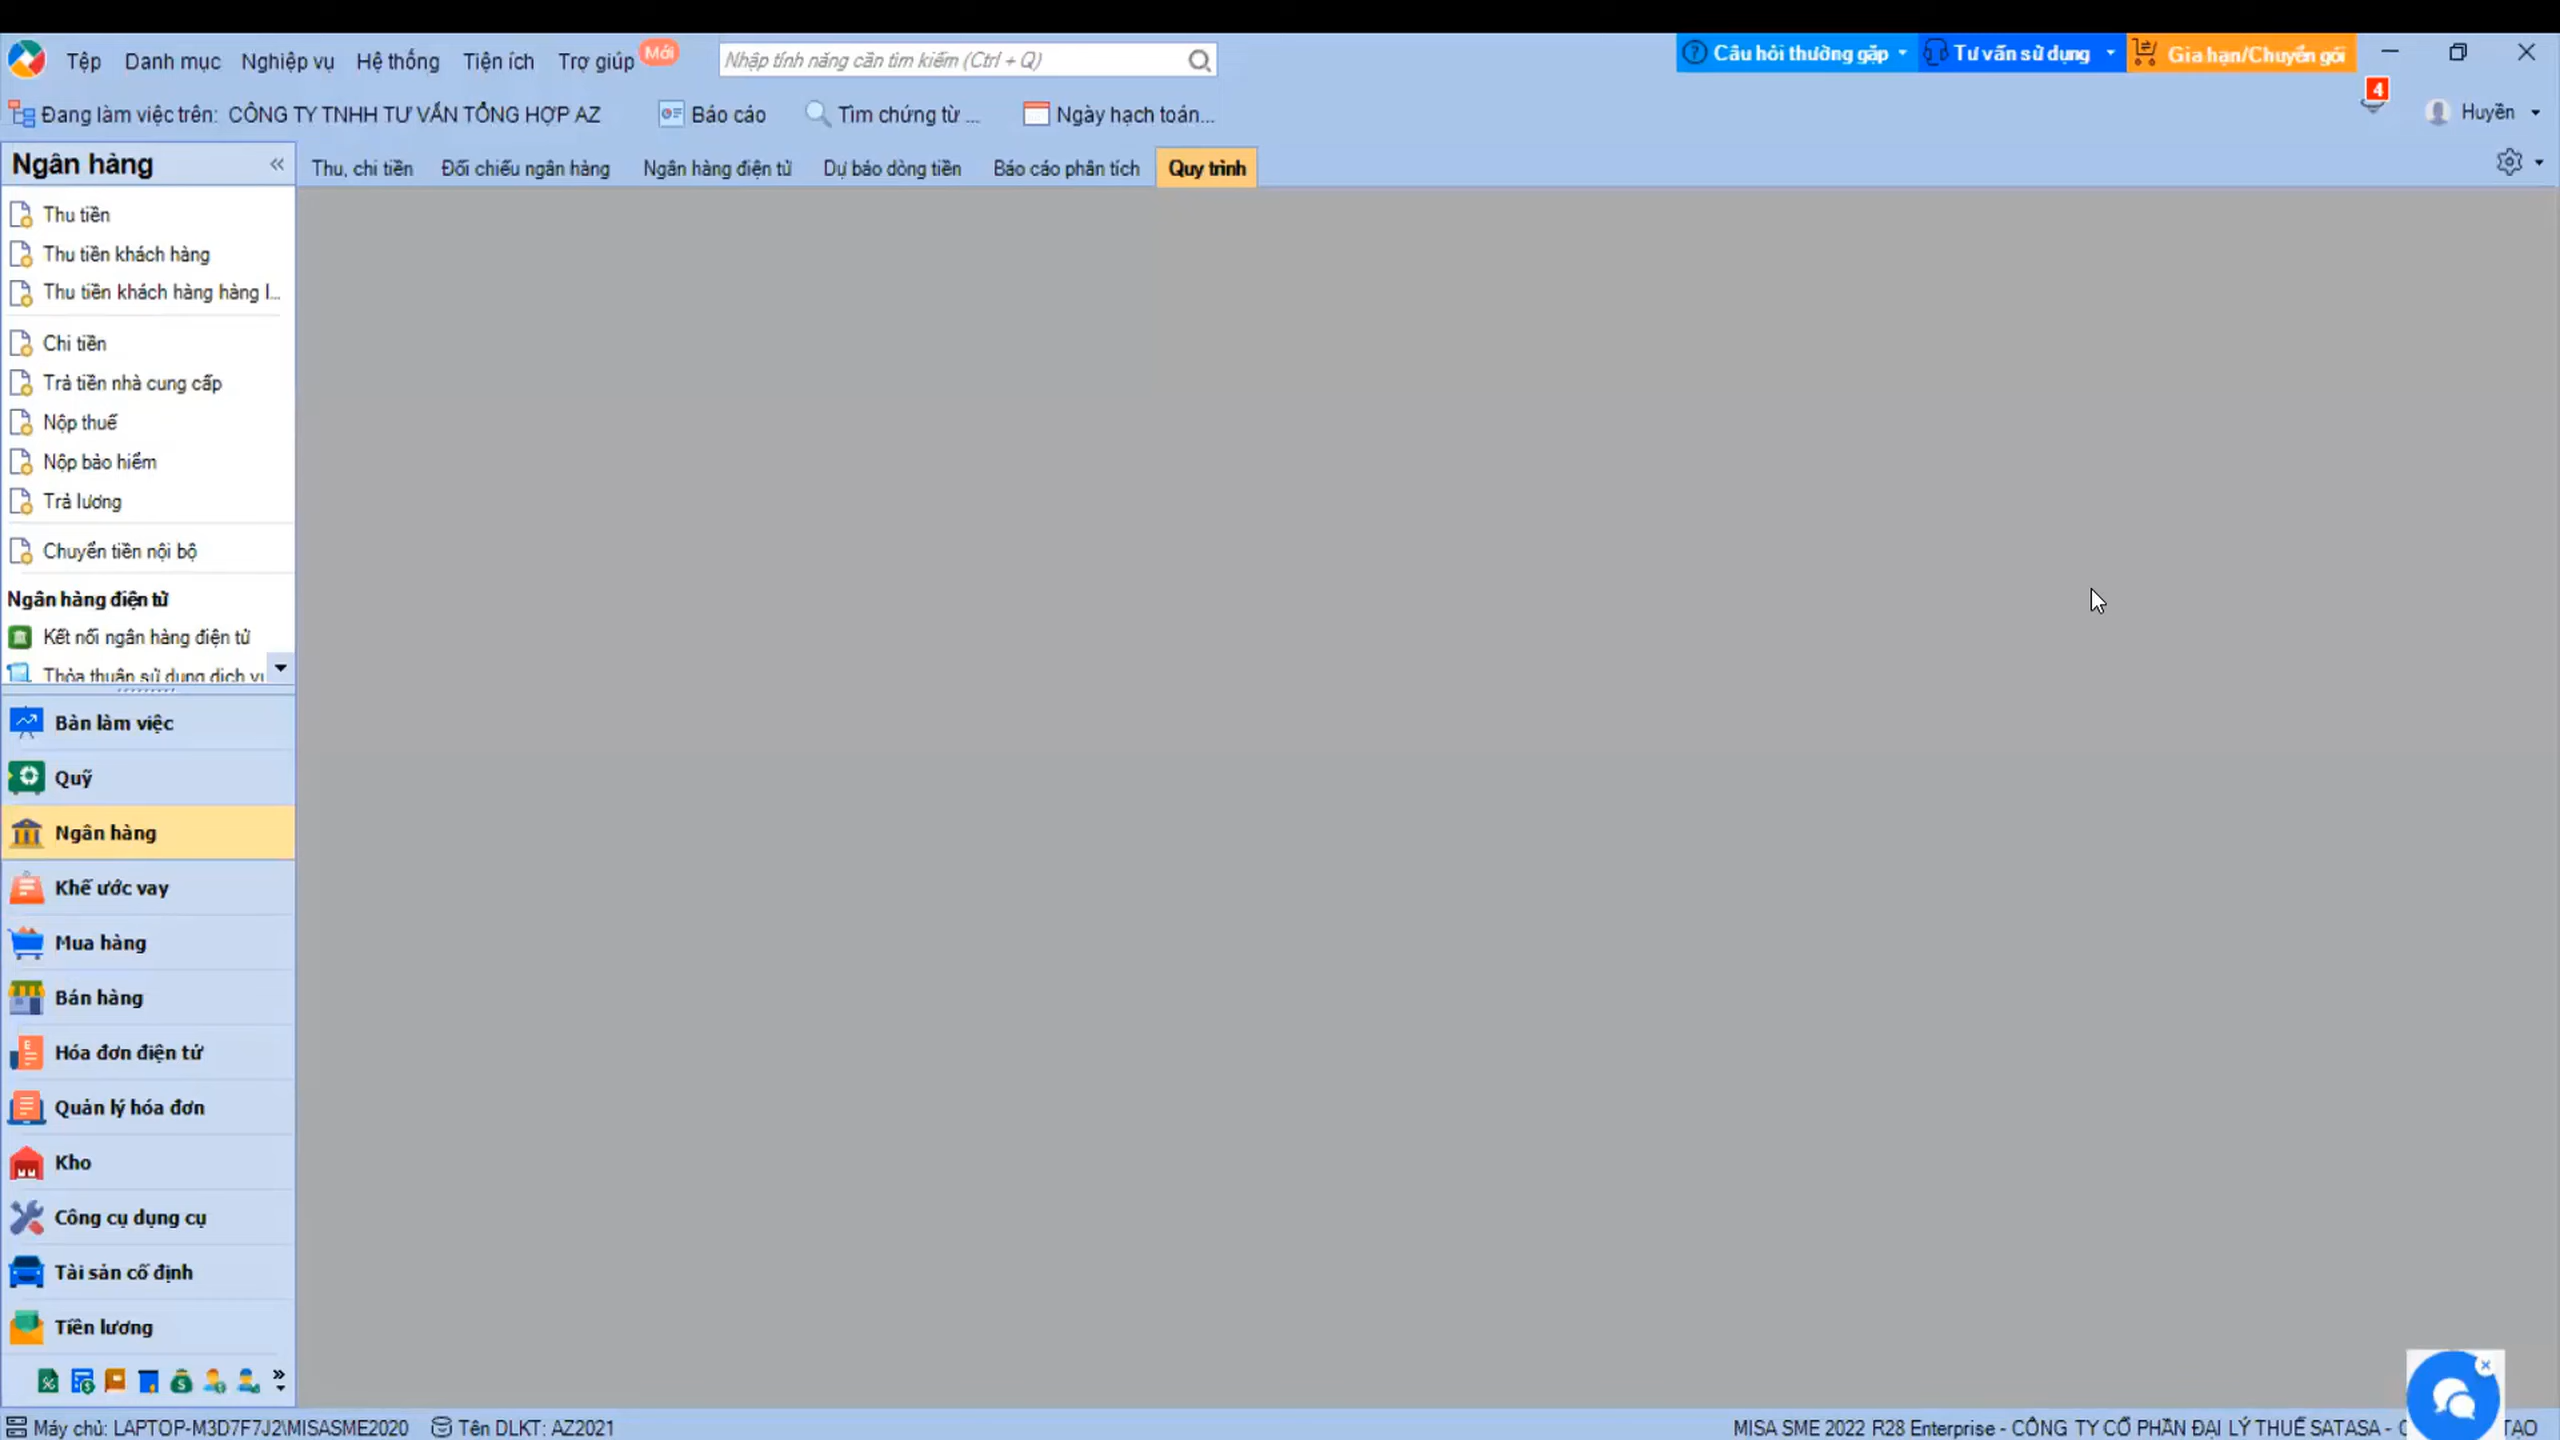 Tệp Danh mục Nghiệp vụ Hệ thống Tiện ích Trợ giúp Mới Nhập tính năng cần tìm kiếm (Ctrl + Q) Câu hỏi thường gặp Tư vấn sử dụng Gia hạn/Chuyển gói
Đang làm việc trên: CÔNG TY TNHH TƯ VẤN TỔNG HỢP AZ Báo cáo Tìm chứng từ ... Ngày hạch toán... 4 Huyền
Ngân hàng « Thu, chi tiền Đối chiếu ngân hàng Ngân hàng điện tử Dự báo dòng tiền Báo cáo phân tích Quy trình
Thu tiền
Thu tiền khách hàng
Thu tiền khách hàng hàng l...
Chi tiền
Trả tiền nhà cung cấp
Nộp thuế
Nộp bảo hiểm
Trả lương
Chuyển tiền nội bộ
Ngân hàng điện tử
Kết nối ngân hàng điện tử
Thỏa thuận sử dụng dịch vụ
Bàn làm việc
Quỹ
Ngân hàng
Khế ước vay
Mua hàng
Bán hàng
Hóa đơn điện tử
Quản lý hóa đơn
Kho
Công cụ dụng cụ
Tài sản cố định
Tiền lương
Máy chủ: LAPTOP-M3D7F7J2\MISASME2020 Tên DLKT: AZ2021 MISA SME 2022 R28 Enterprise - CÔNG TY CỔ PHẦN ĐẠI LÝ THUẾ SATASA - TẠO